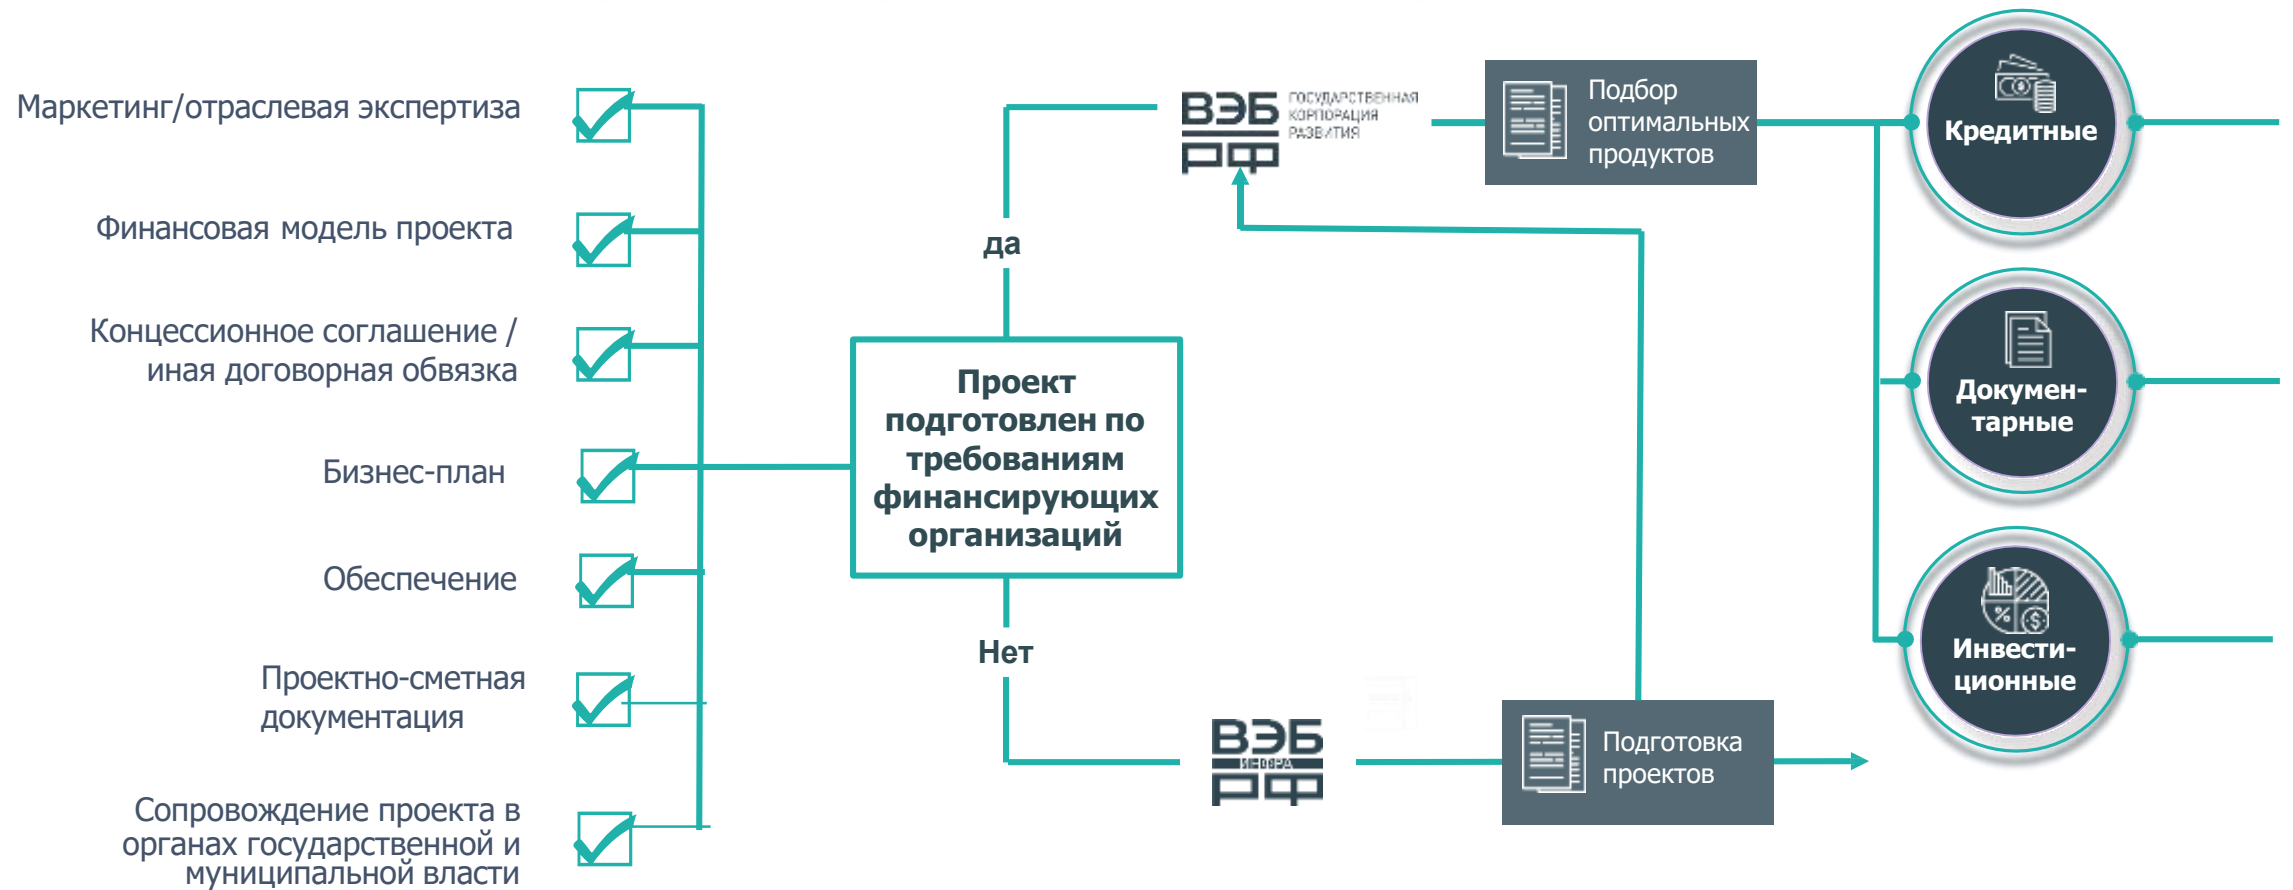 Маркетинг/отраслевая экспертиза
Финансовая модель проекта
Концессионное соглашение /
иная договорная обвязка
Бизнес-план
Обеспечение
Проектно-сметная
документация
Сопровождение проекта в
органах государственной и
муниципальной власти
Проект
подготовлен по
требованиям
финансирующих
организаций
да
Нет
ВЭБ
РФ
ГОСУДАРСТВЕННАЯ
КОРПОРАЦИЯ
РАЗВИТИЯ
Подбор
оптимальных
продуктов
ВЭБ
ИНФРА
РФ
Подготовка
проектов
Кредитные
Докумен-
тарные
Инвести-
ционные